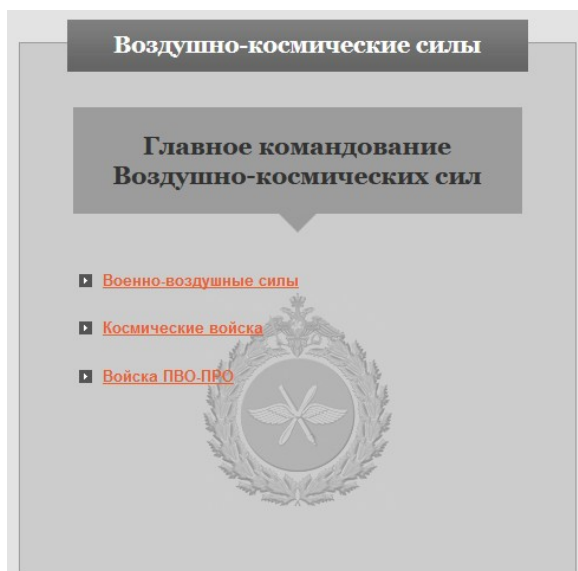 Воздушно-космические силы
Главное командование
Воздушно-космических сил
Военно-воздушные силы
Космические войска
Войска ПВО-ПРО